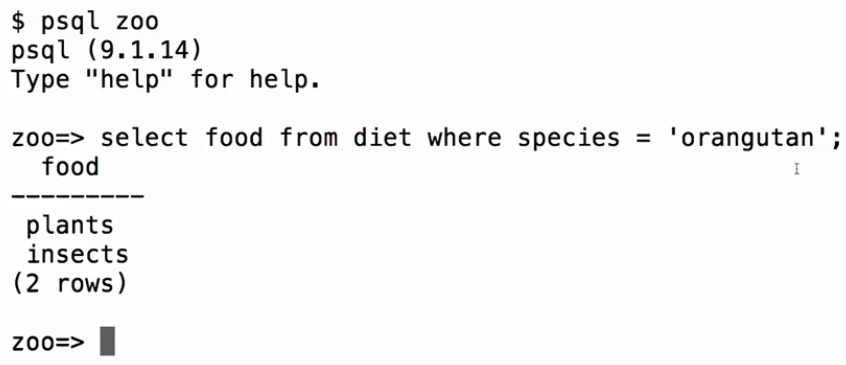 $ psql zoo
psql (9.1.14)
Type "help" for help.
zoo=> select food from diet where species = 'orangutan';
food
---------
plants
insects
(2 rows)
zoo=>